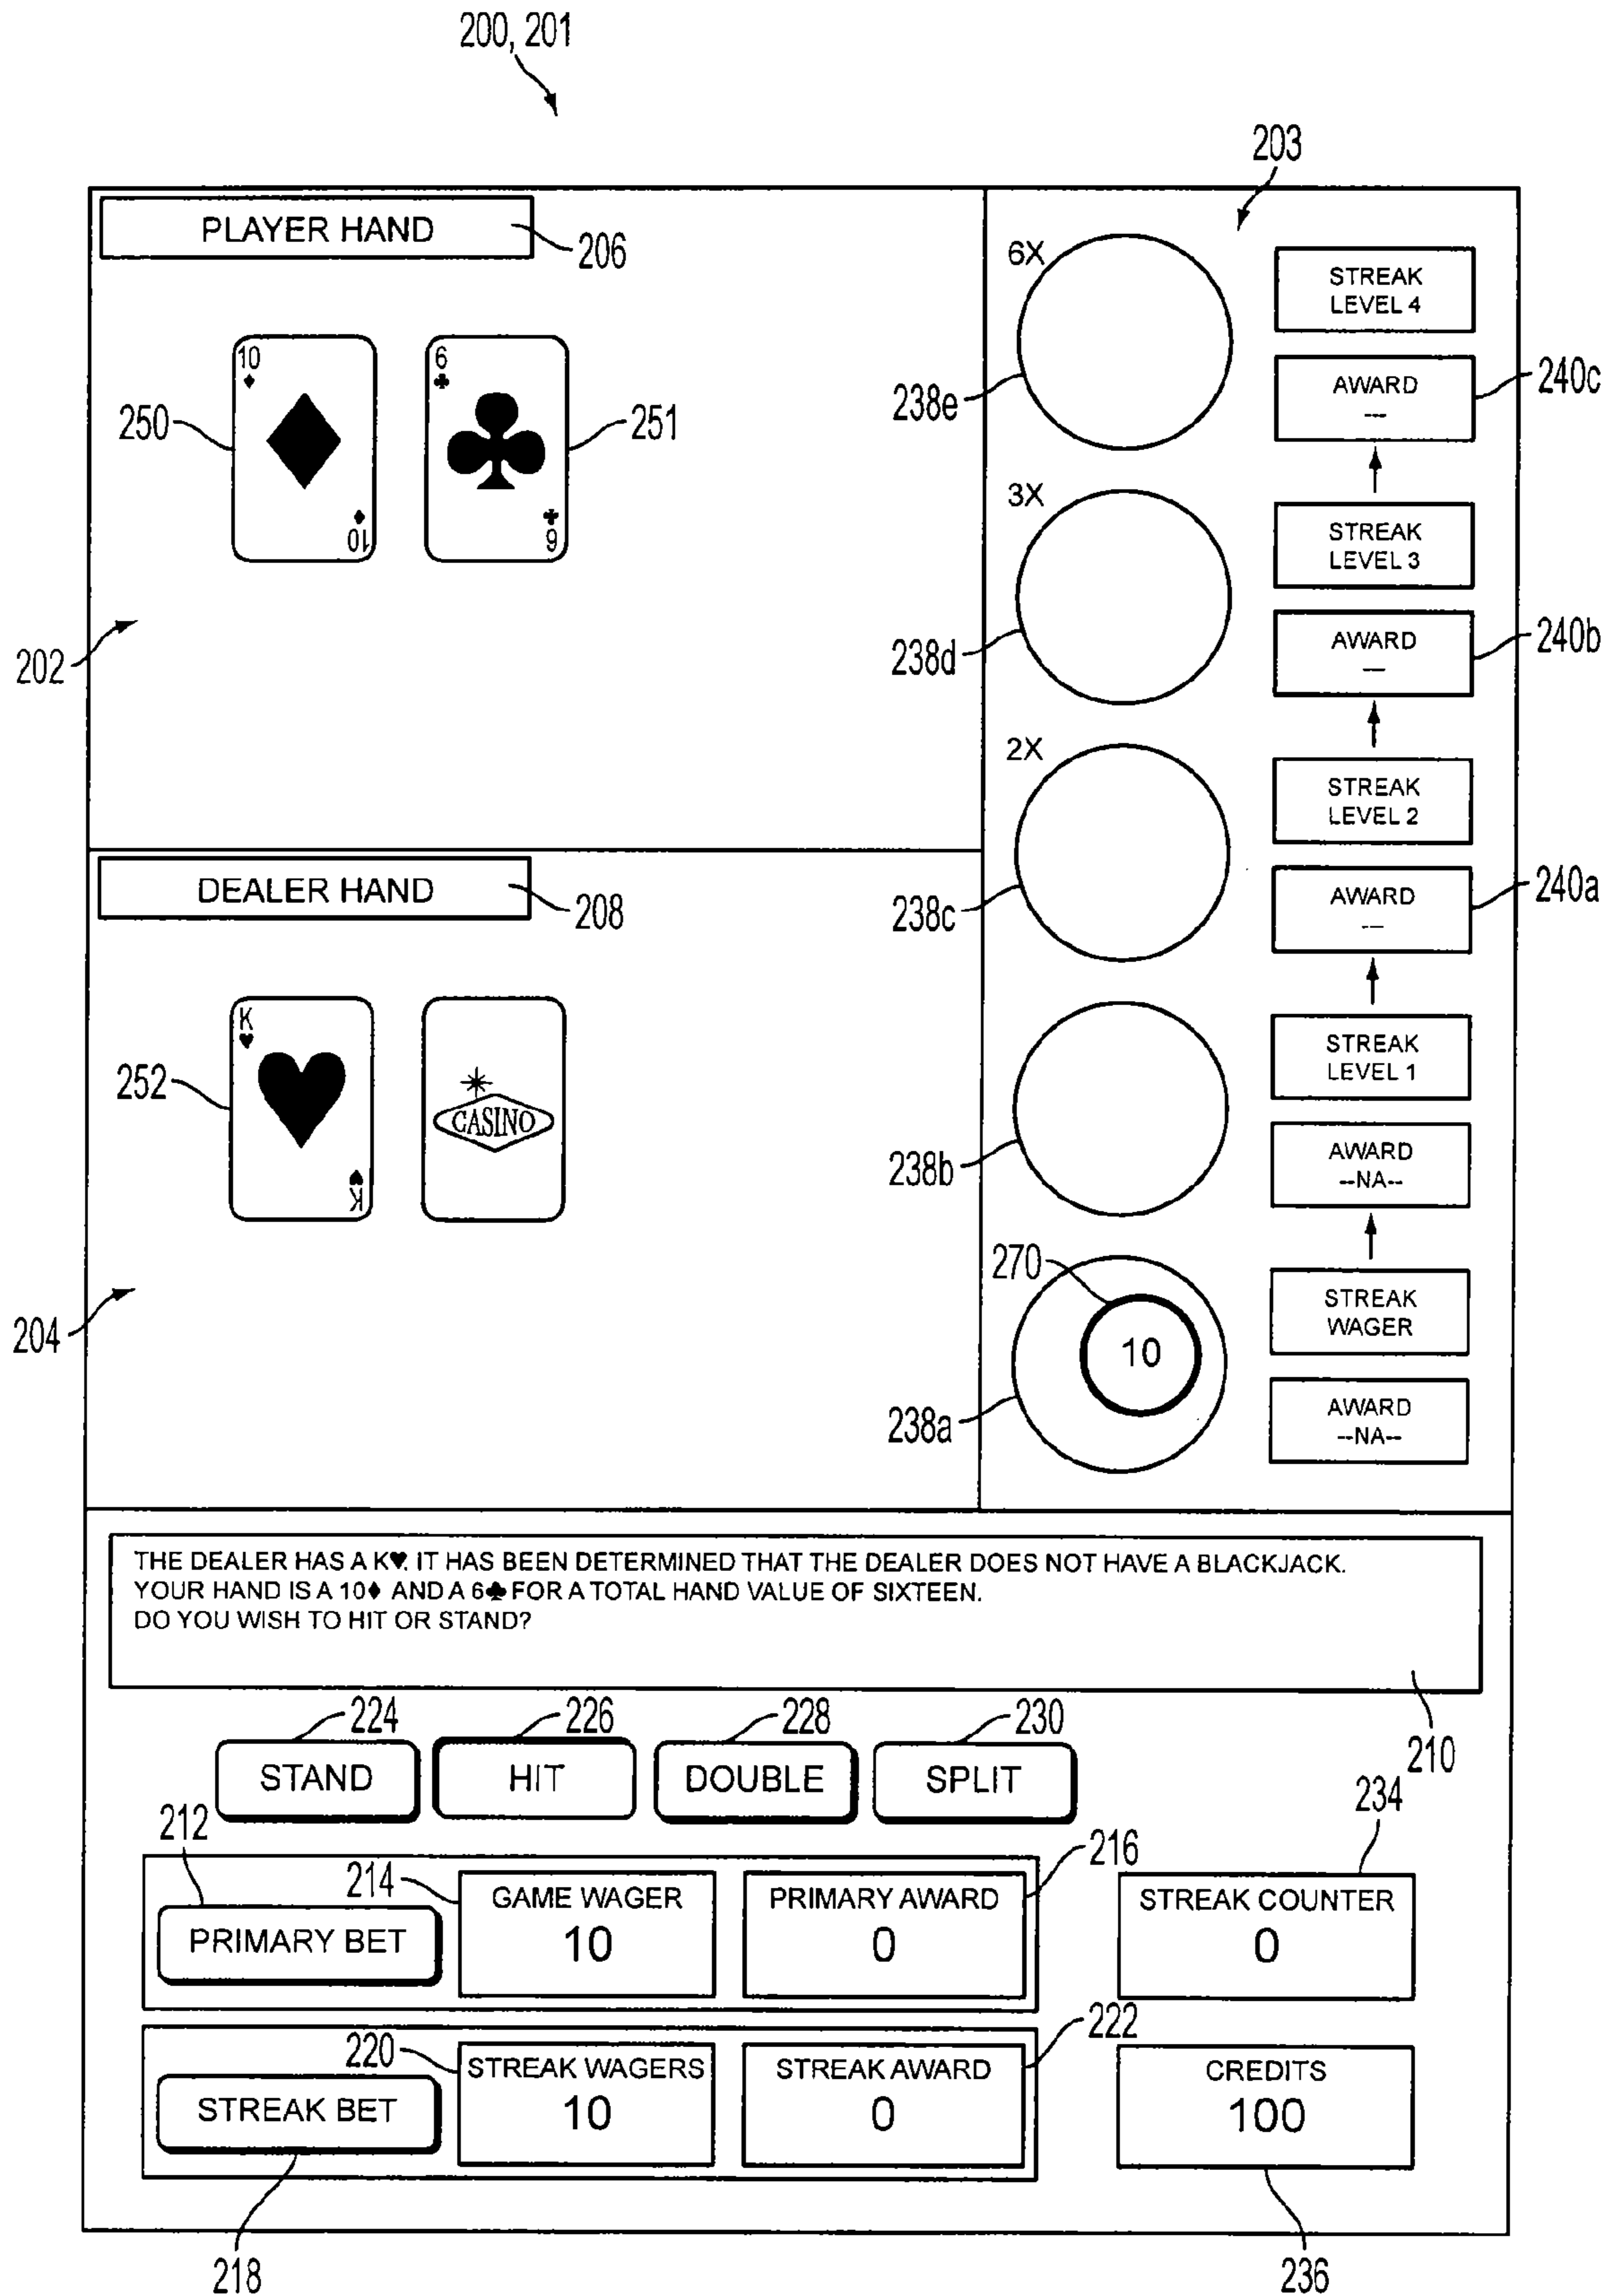 200, 201
203
PLAYER HAND
206
10
10
250
6
6
251
202
DEALER HAND
208
K
K
252
CASINO
204
6X
238e
STREAK
LEVEL 4
AWARD
---
240c
3X
238d
STREAK
LEVEL 3
AWARD
---
240b
2X
238c
STREAK
LEVEL 2
AWARD
---
240a
238b
STREAK
LEVEL 1
AWARD
--NA--
270
10
238a
STREAK
WAGER
AWARD
--NA--
THE DEALER HAS A K♥. IT HAS BEEN DETERMINED THAT THE DEALER DOES NOT HAVE A BLACKJACK.
YOUR HAND IS A 10♦ AND A 6♣ FOR A TOTAL HAND VALUE OF SIXTEEN.
DO YOU WISH TO HIT OR STAND?
210
224
226
228
230
STAND
HIT
DOUBLE
SPLIT
212
214
216
234
PRIMARY BET
GAME WAGER
10
PRIMARY AWARD
0
STREAK COUNTER
0
220
222
STREAK BET
STREAK WAGERS
10
STREAK AWARD
0
CREDITS
100
218
236